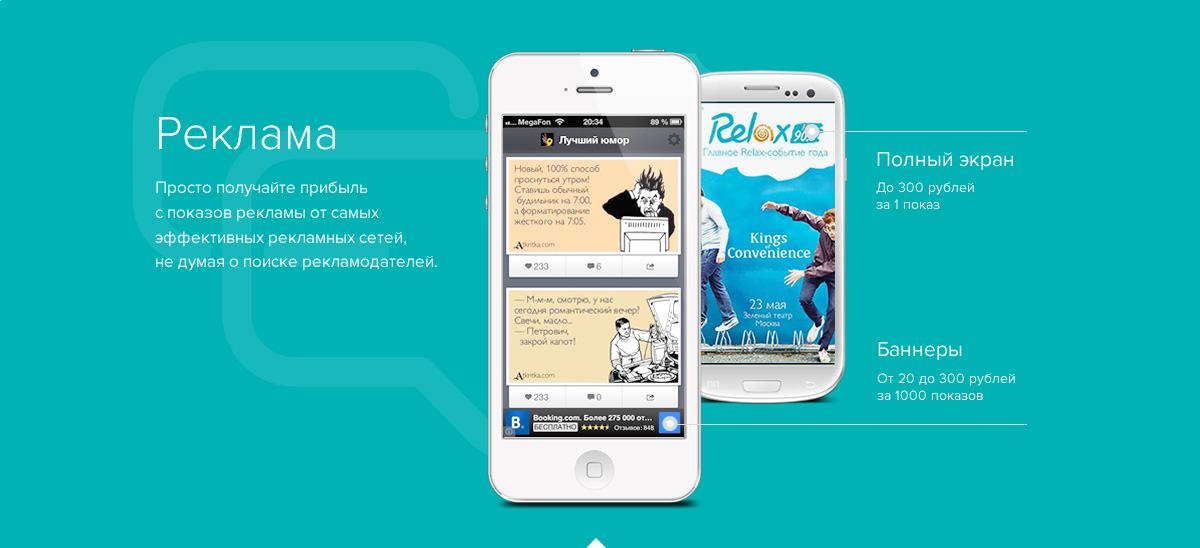 Реклама
Просто получайте прибыль
с показов рекламы от самых
эффективных рекламных сетей,
не думая о поиске рекламодателей.
MegaFon
20:34
89 %
Лучший юмор
Новый, 100% способ
проснуться утром!
Ставишь обычный
будильник на 7:00,
а форматирование
жесткого на 7:05.
Atkritka.com
233
6
— М-м-м, смотрю, у нас
сегодня романтический вечер?
Свечи, масло...
— Петрович,
закрой капот!
Atkritka.com
233
0
B.
Booking.com. Более 275 000 от...
БЕСПЛАТНО
Отзывов: 848
Relax
Главное Relax-событие года
Kings
of
Convenience
23 мая
Зеленый театр
Москва
Полный экран
До 300 рублей
за 1 показ
Баннеры
От 20 до 300 рублей
за 1000 показов